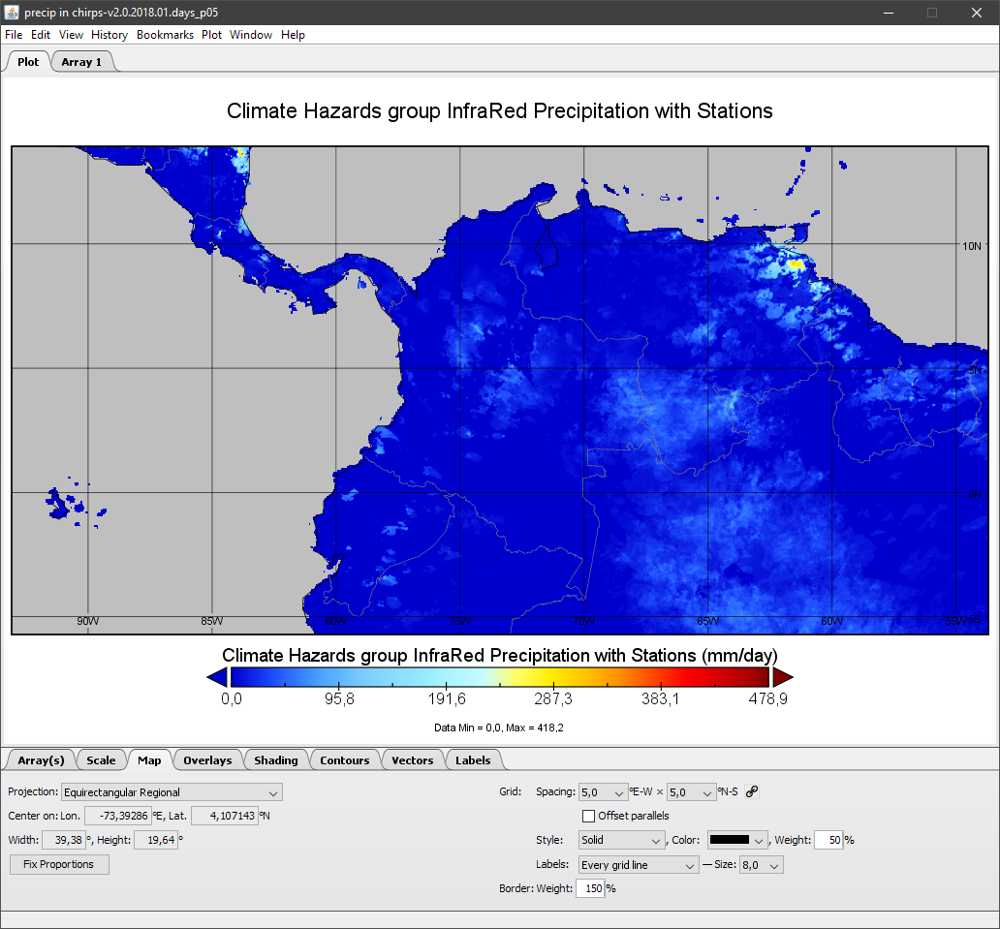 precip in chirps-v2.0.2018.01.days_p05
File Edit View History Bookmarks Plot Window Help
Plot Array 1
Climate Hazards group InfraRed Precipitation with Stations
10N
5N
0N
5S
90W 85W 80W 75W 70W 65W 60W 55W
Climate Hazards group InfraRed Precipitation with Stations (mm/day)
0,0 95,8 191,6 287,3 383,1 478,9
Data Min = 0,0, Max = 418,2
Array(s) Scale Map Overlays Shading Contours Vectors Labels
Projection: Equirectangular Regional
Center on: Lon. -73,39286 °E, Lat. 4,107143 °N
Width: 39,38 °, Height: 19,64 °
Fix Proportions
Grid: Spacing: 5,0 °E-W × 5,0 °N-S
Offset parallels
Style: Solid , Color: , Weight: 50 %
Labels: Every grid line — Size: 8,0
Border: Weight: 150 %